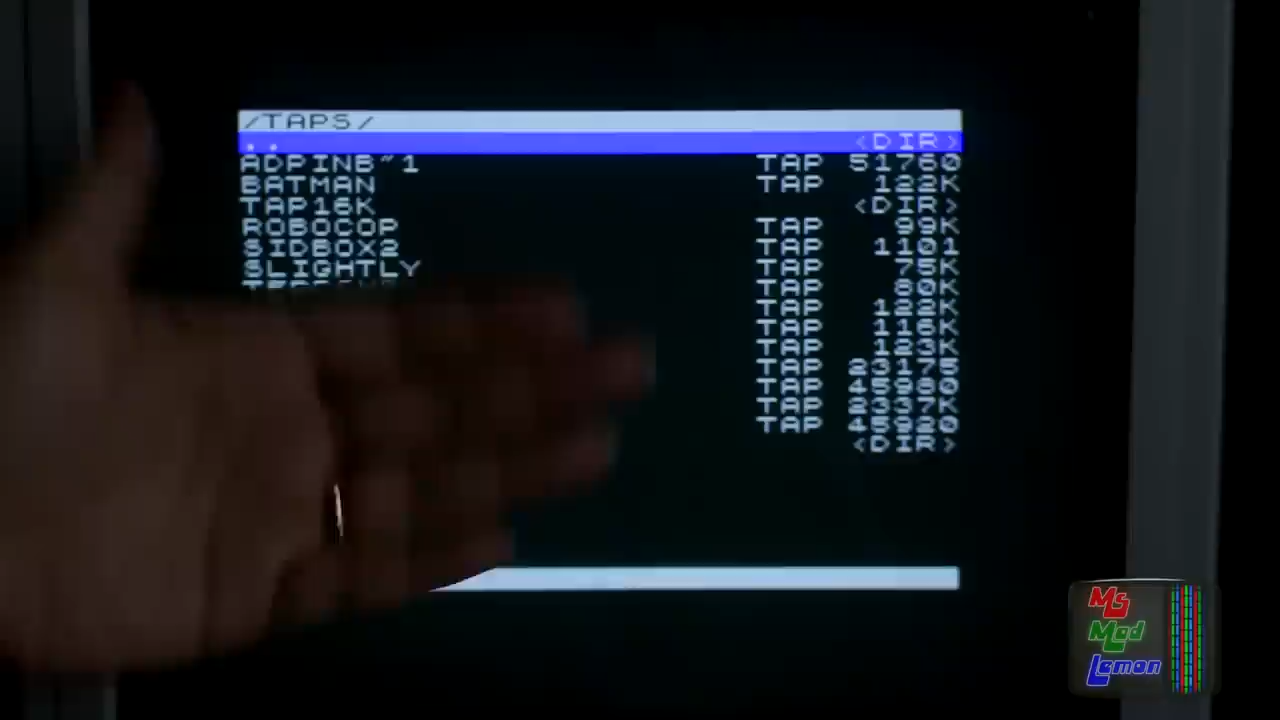 /TAPS/
.. <DIR>
ADPINB~1 TAP 51760
BATMAN TAP 122K
TAP16K <DIR>
ROBOCOP TAP 99K
SIDBOX2 TAP 1101
SLIGHTLY TAP 75K
TAP 80K
TAP 122K
TAP 116K
TAP 123K
TAP 23175
TAP 45980
TAP 2337K
TAP 45920
<DIR>
Ms
Mad
Lemon